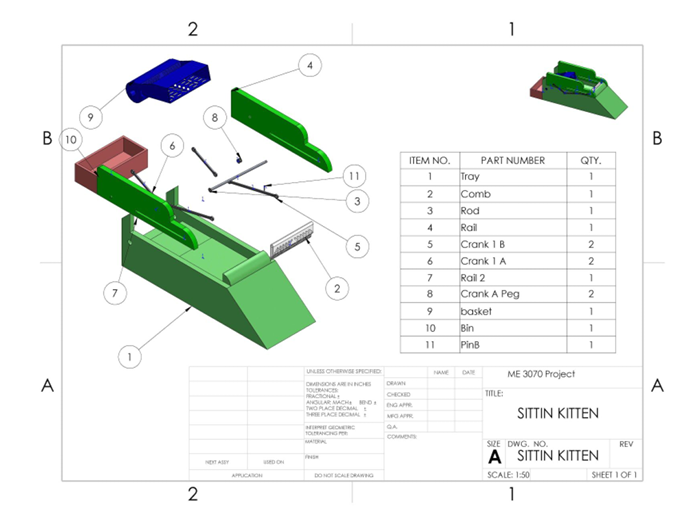 2
1
B
B
A
A
2
1
4
9
8
10
6
11
3
5
2
7
1
ITEM NO. PART NUMBER QTY.
1 Tray 1
2 Comb 1
3 Rod 1
4 Rail 1
5 Crank 1 B 2
6 Crank 1 A 2
7 Rail 2 1
8 Crank A Peg 2
9 basket 1
10 Bin 1
11 PinB 1
UNLESS OTHERWISE SPECIFIED:
DIMENSIONS ARE IN INCHES
TOLERANCES:
FRACTIONAL ±
ANGULAR: MACH ± BEND ±
TWO PLACE DECIMAL ±
THREE PLACE DECIMAL ±
INTERPRET GEOMETRIC
TOLERANCING PER:
MATERIAL
FINISH
DO NOT SCALE DRAWING
NEXT ASSY USED ON
APPLICATION
NAME DATE
DRAWN
CHECKED
ENG APPR.
MFG APPR.
Q.A.
COMMENTS:
ME 3070 Project
TITLE:
SITTIN KITTEN
SIZE DWG. NO. REV
A SITTIN KITTEN
SCALE: 1:50 SHEET 1 OF 1